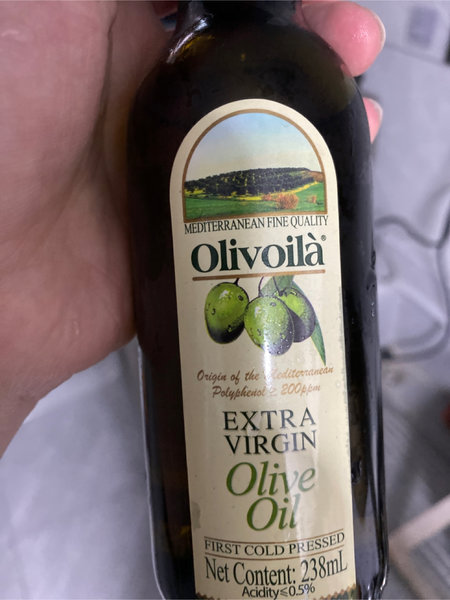 MEDITERRANEAN FINE QUALITY
Olivoilà®
Origin of the Mediterranean
Polyphenol ≥ 200ppm
EXTRA
VIRGIN
Olive
Oil
FIRST COLD PRESSED
Net Content: 238mL
Acidity≤0.5%